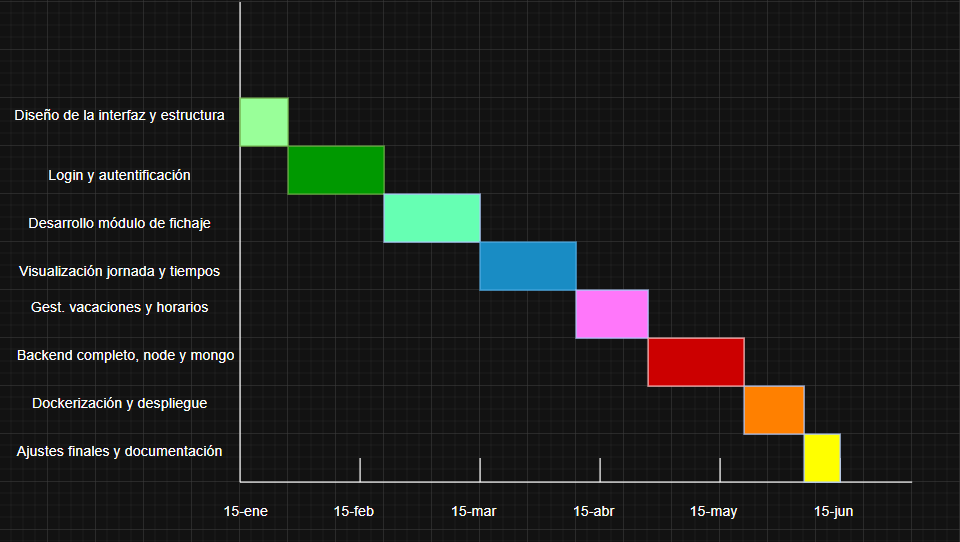 Diseño de la interfaz y estructura
Login y autentificación
Desarrollo módulo de fichaje
Visualización jornada y tiempos
Gest. vacaciones y horarios
Backend completo, node y mongo
Dockerización y despliegue
Ajustes finales y documentación
15-ene 15-feb 15-mar 15-abr 15-may 15-jun